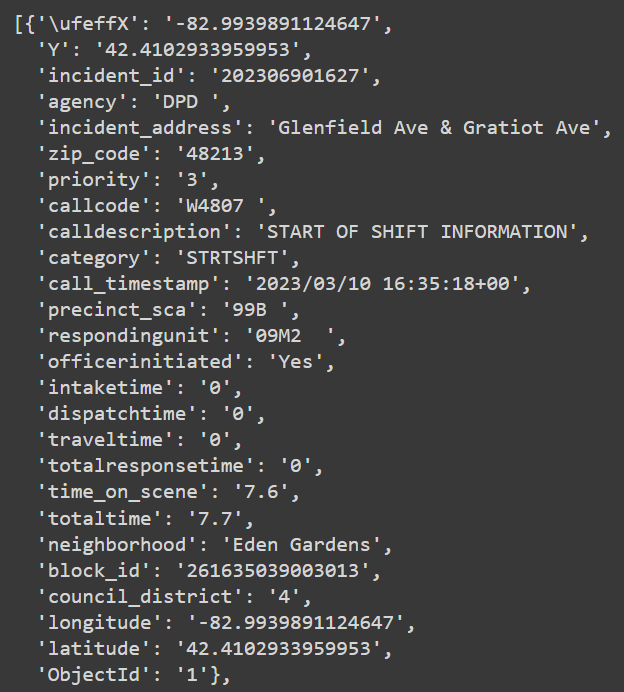 [{'\ufeffX': '-82.9939891124647',
'Y': '42.4102933959953',
'incident_id': '202306901627',
'agency': 'DPD ',
'incident_address': 'Glenfield Ave & Gratiot Ave',
'zip_code': '48213',
'priority': '3',
'callcode': 'W4807 ',
'calldescription': 'START OF SHIFT INFORMATION',
'category': 'STRTSHFT',
'call_timestamp': '2023/03/10 16:35:18+00',
'precinct_sca': '99B ',
'respondingunit': '09M2  ',
'officerinitiated': 'Yes',
'intaketime': '0',
'dispatchtime': '0',
'traveltime': '0',
'totalresponsetime': '0',
'time_on_scene': '7.6',
'totaltime': '7.7',
'neighborhood': 'Eden Gardens',
'block_id': '261635039003013',
'council_district': '4',
'longitude': '-82.9939891124647',
'latitude': '42.4102933959953',
'ObjectId': '1'},